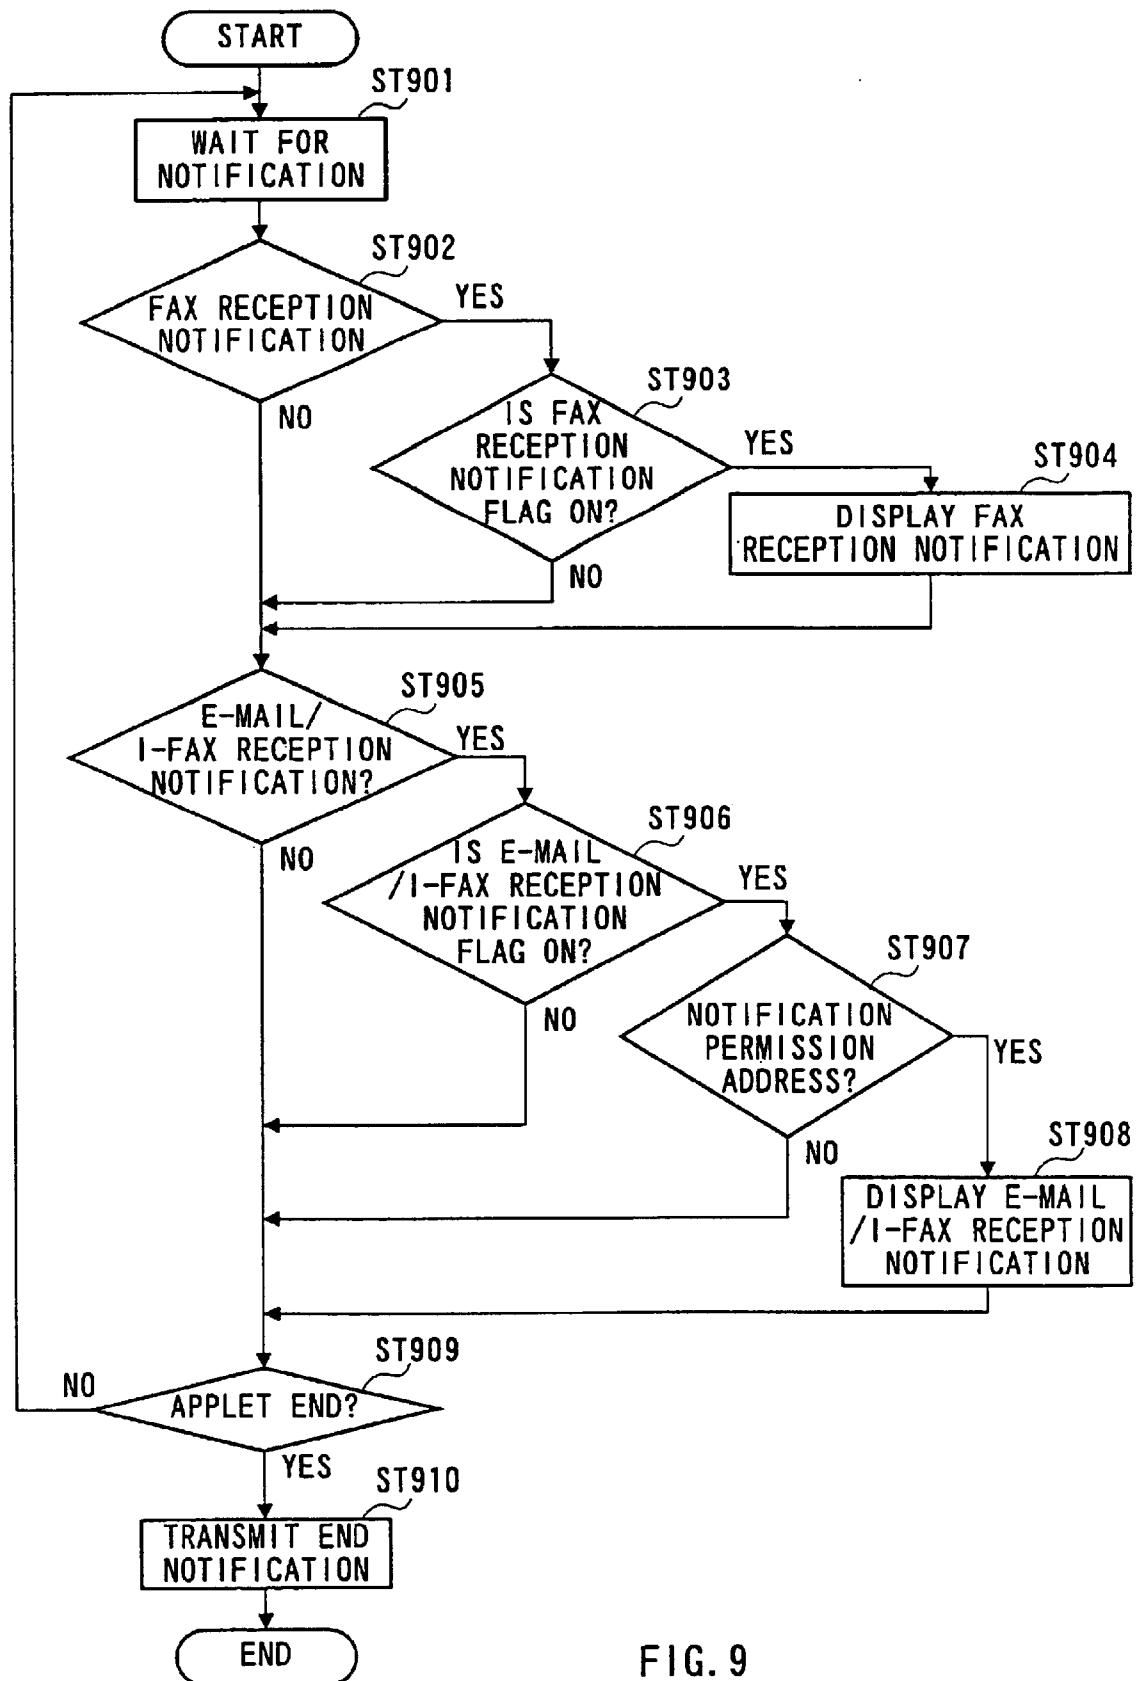 START
ST901
WAIT FOR
NOTIFICATION
ST902
FAX RECEPTION
NOTIFICATION
YES
NO
ST903
IS FAX
RECEPTION
NOTIFICATION
FLAG ON?
YES
NO
ST904
DISPLAY FAX
RECEPTION NOTIFICATION
ST905
E-MAIL/
I-FAX RECEPTION
NOTIFICATION?
YES
NO
ST906
IS E-MAIL
/I-FAX RECEPTION
NOTIFICATION
FLAG ON?
YES
NO
ST907
NOTIFICATION
PERMISSION
ADDRESS?
YES
NO
ST908
DISPLAY E-MAIL
/I-FAX RECEPTION
NOTIFICATION
ST909
APPLET END?
NO
YES
ST910
TRANSMIT END
NOTIFICATION
END
FIG. 9